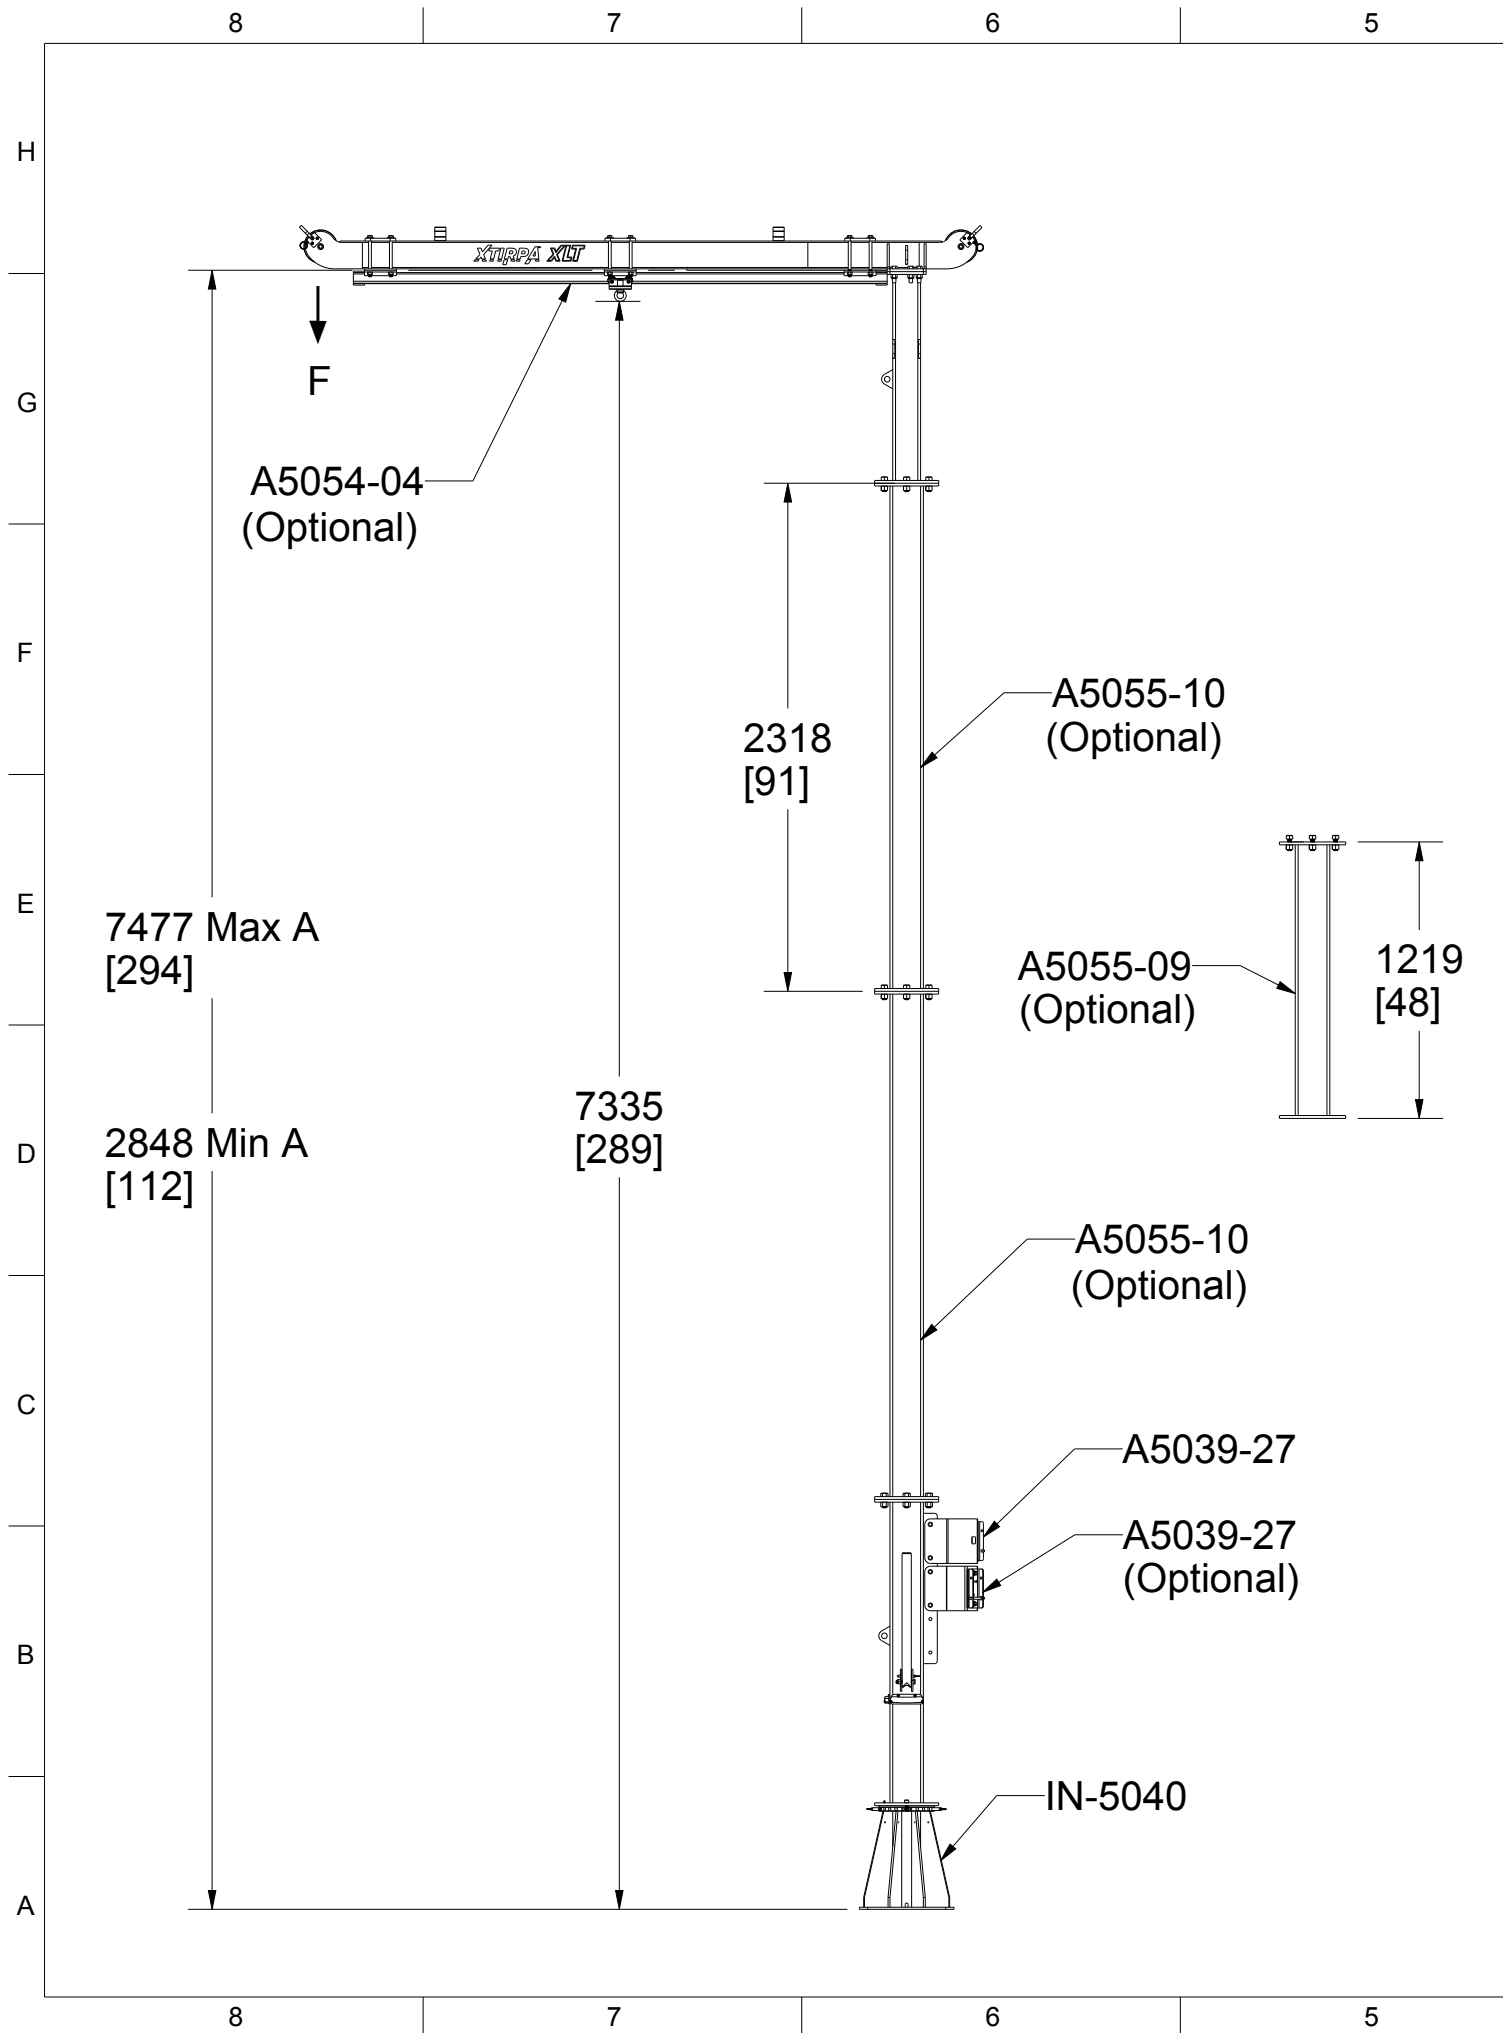 8 7 6 5
H
XTIRPA XLT
F
G
A5054-04
(Optional)
F
A5055-10
(Optional)
2318
[91]
E
7477 Max A
[294]
A5055-09
(Optional)
1219
[48]
7335
[289]
D
2848 Min A
[112]
A5055-10
(Optional)
C
A5039-27
A5039-27
(Optional)
B
IN-5040
A
8 7 6 5